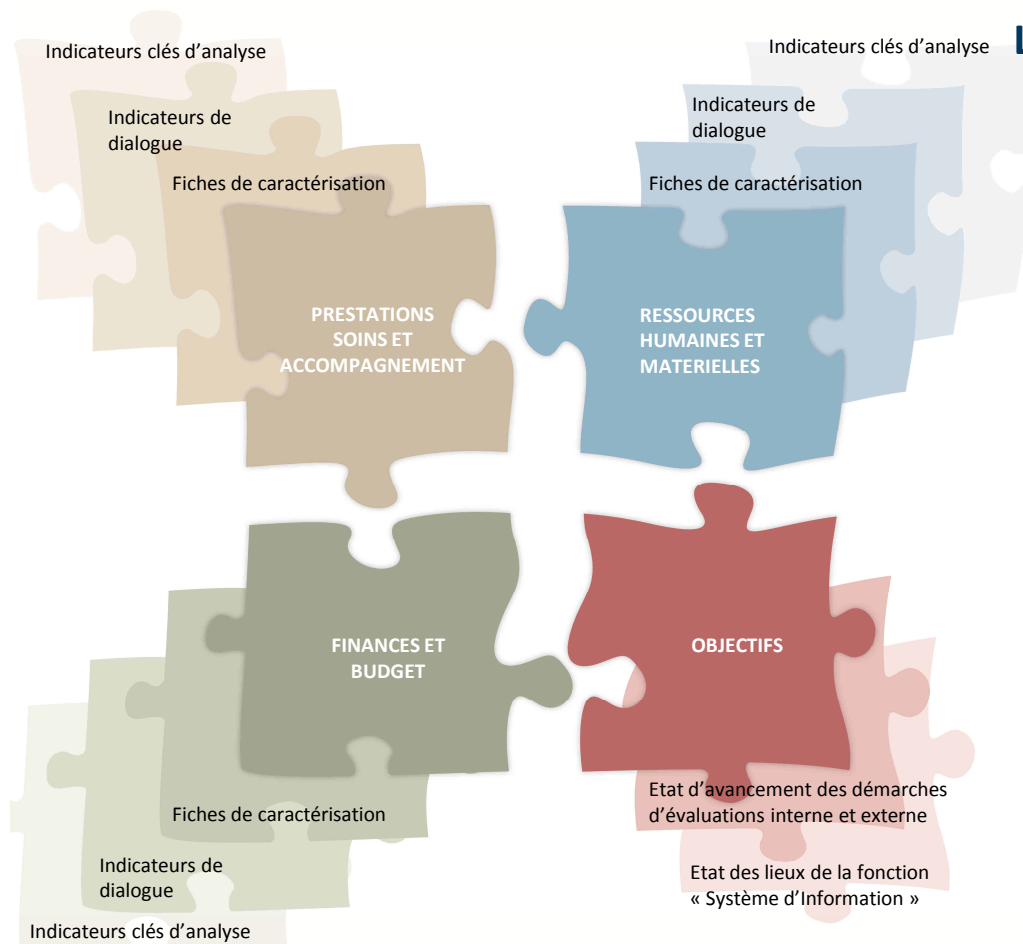 Indicateurs clés d'analyse
Indicateurs de
dialogue
Fiches de caractérisation
PRESTATIONS
SOINS ET
ACCOMPAGNEMENT
Indicateurs clés d'analyse
L
Indicateurs de
dialogue
Fiches de caractérisation
RESSOURCES
HUMAINES ET
MATERIELLES
FINANCES ET
BUDGET
Fiches de caractérisation
Indicateurs de
dialogue
Indicateurs clés d'analyse
OBJECTIFS
Etat d'avancement des démarches
d'évaluations interne et externe
Etat des lieux de la fonction
« Système d'Information »